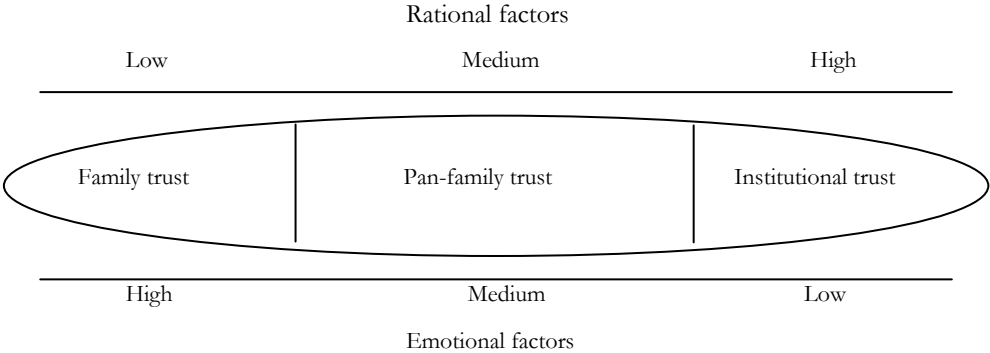 Rational factors
Low Medium High
Family trust Pan-family trust Institutional trust
High Medium Low
Emotional factors